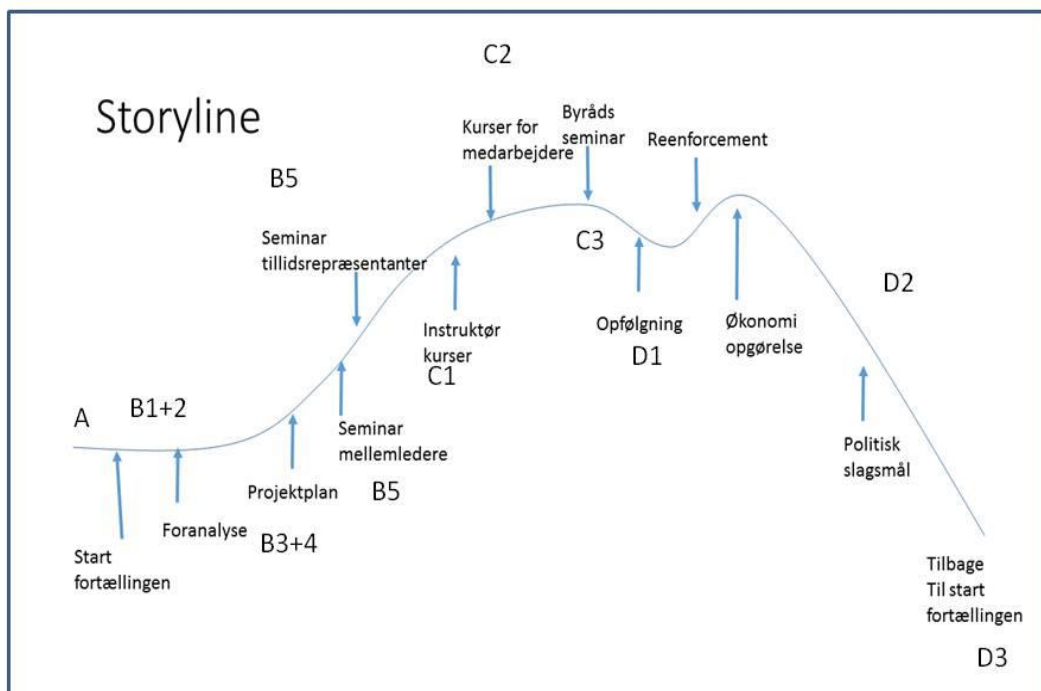 Storyline
C2
Kurser for
medarbejdere
Byråds
seminar
Reenforcement
B5
Seminar
tillidsrepræsentanter
C3
D2
Instruktør
kurser
C1
Opfølgning
D1
Økonomi
opgørelse
A
B1+2
Seminar
mellemledere
B5
Politisk
slagsmål
Projektplan
B3+4
Foranalyse
Start
fortællingen
Tilbage
Til start
fortællingen
D3